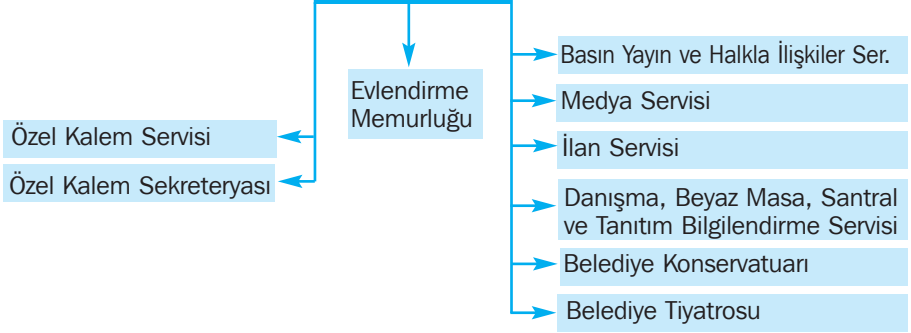 Özel Kalem Servisi
Özel Kalem Sekreteryası
Evlendirme
Memurluğu
Basın Yayın ve Halkla İlişkiler Ser.
Medya Servisi
İlan Servisi
Danışma, Beyaz Masa, Santral
ve Tanıtım Bilgilendirme Servisi
Belediye Konservatuarı
Belediye Tiyatrosu